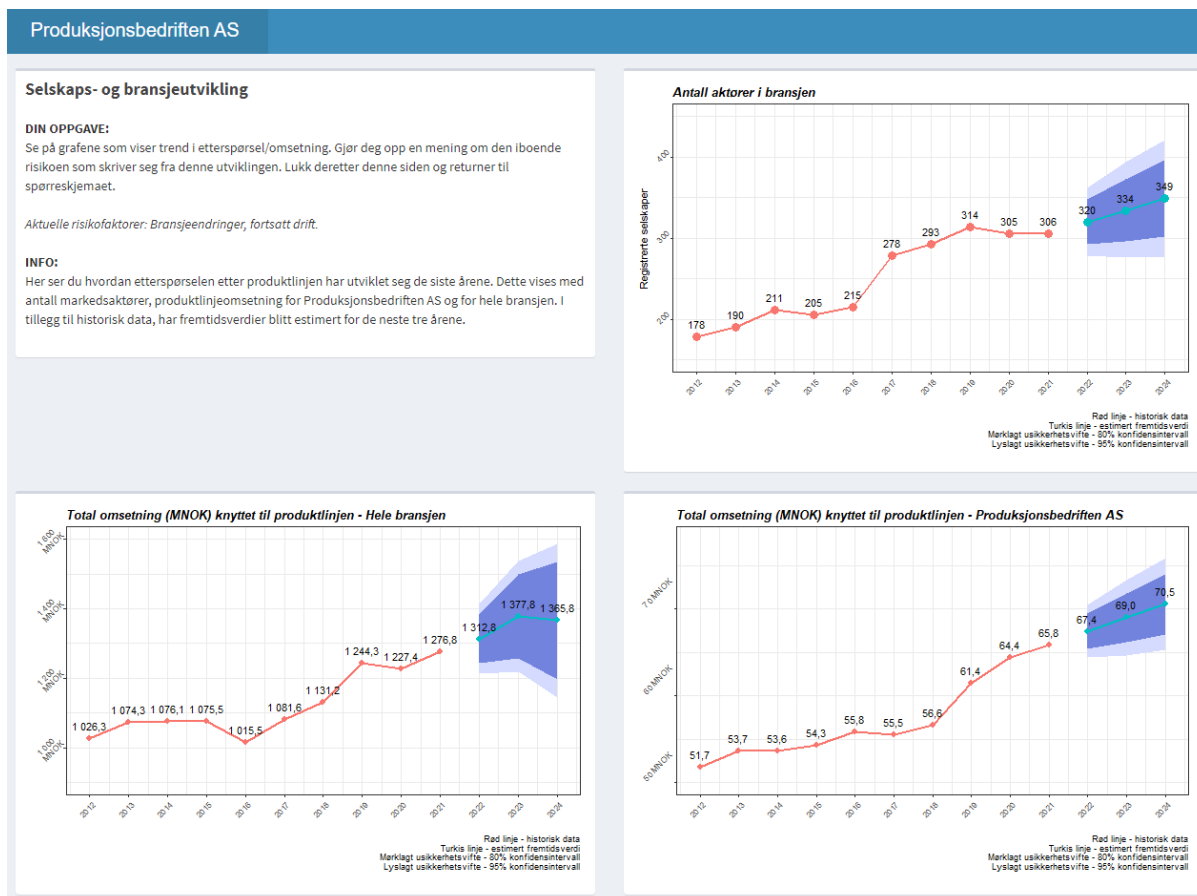 Produksjonsbedriften AS
Selskaps- og bransjeutvikling
DIN OPPGAVE:
Se på grafene som viser trend i etterspørsel/omsetning. Gjør deg opp en mening om den iboende
risikoen som skriver seg fra denne utviklingen. Lukk deretter denne siden og returner til
spørreskjemaet.
Aktuelle risikofaktorer: Bransjeendringer, fortsatt drift.
INFO:
Her ser du hvordan etterspørselen etter produktlinjen har utviklet seg de siste årene. Dette vises med
antall markedsaktører, produktlinjeomsetning for Produksjonsbedriften AS og for hele bransjen. I
tillegg til historisk data, har fremtidsverdier blitt estimert for de neste tre årene.
Antall aktører i bransjen
Registrerte selskaper
400
300
200
178 190 211 205 215 278 293 314 305 306 320 334 349
2012 2013 2014 2015 2016 2017 2018 2019 2020 2021 2022 2023 2024
Rød linje - historisk data
Turkis linje - estimert fremtidsverdi
Mørklagt usikkerhetsvifte - 80% konfidensintervall
Lyslagt usikkerhetsvifte - 95% konfidensintervall
Total omsetning (MNOK) knyttet til produktlinjen - Hele bransjen
1 600 MNOK
1 400 MNOK
1 200 MNOK
1 000 MNOK
1 026,3 1 074,3 1 076,1 1 075,5 1 015,5 1 081,6 1 131,2 1 244,3 1 227,4 1 276,8 1 312,8 1 377,8 1 365,8
2012 2013 2014 2015 2016 2017 2018 2019 2020 2021 2022 2023 2024
Rød linje - historisk data
Turkis linje - estimert fremtidsverdi
Mørklagt usikkerhetsvifte - 80% konfidensintervall
Lyslagt usikkerhetsvifte - 95% konfidensintervall
Total omsetning (MNOK) knyttet til produktlinjen - Produksjonsbedriften AS
70 MNOK
60 MNOK
50 MNOK
51,7 53,7 53,6 54,3 55,8 55,5 56,6 61,4 64,4 65,8 67,4 69,0 70,5
2012 2013 2014 2015 2016 2017 2018 2019 2020 2021 2022 2023 2024
Rød linje - historisk data
Turkis linje - estimert fremtidsverdi
Mørklagt usikkerhetsvifte - 80% konfidensintervall
Lyslagt usikkerhetsvifte - 95% konfidensintervall